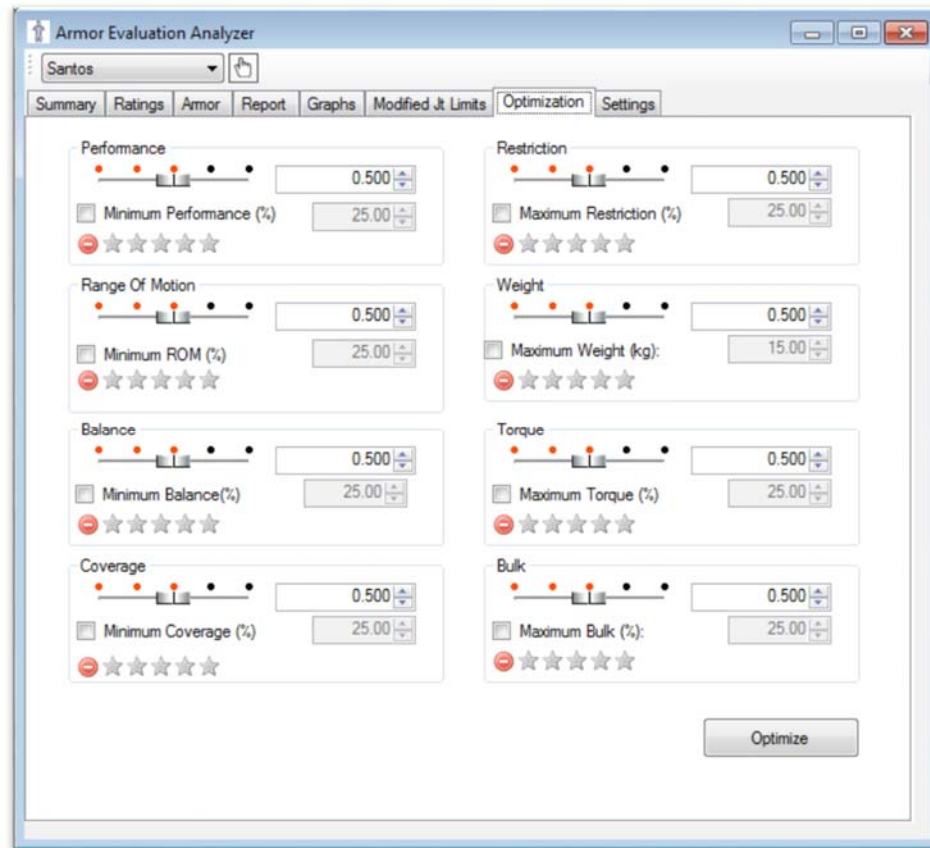 Armor Evaluation Analyzer
Santos
Summary Ratings Armor Report Graphs Modified Jt Limits Optimization Settings
Performance
0.500
Minimum Performance (%) 25.00
Restriction
0.500
Maximum Restriction (%) 25.00
Range Of Motion
0.500
Minimum ROM (%) 25.00
Weight
0.500
Maximum Weight (kg): 15.00
Balance
0.500
Minimum Balance(%) 25.00
Torque
0.500
Maximum Torque (%) 25.00
Coverage
0.500
Minimum Coverage (%) 25.00
Bulk
0.500
Maximum Bulk (%): 25.00
Optimize